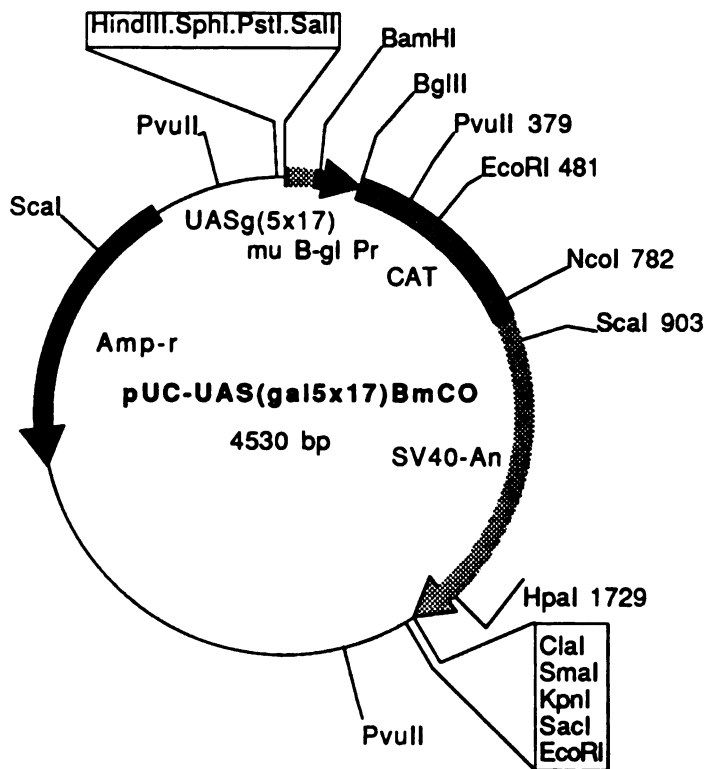 HindIII.SphI.PstI.SalI
BamHI
BglII
PvuII
PvuII 379
EcoRI 481
ScaI
UASg(5x17)
mu B-gl Pr
CAT
NcoI 782
ScaI 903
Amp-r
pUC-UAS(gal5x17)BmCO
4530 bp
SV40-An
HpaI 1729
ClaI
SmaI
KpnI
SacI
EcoRI
PvuII